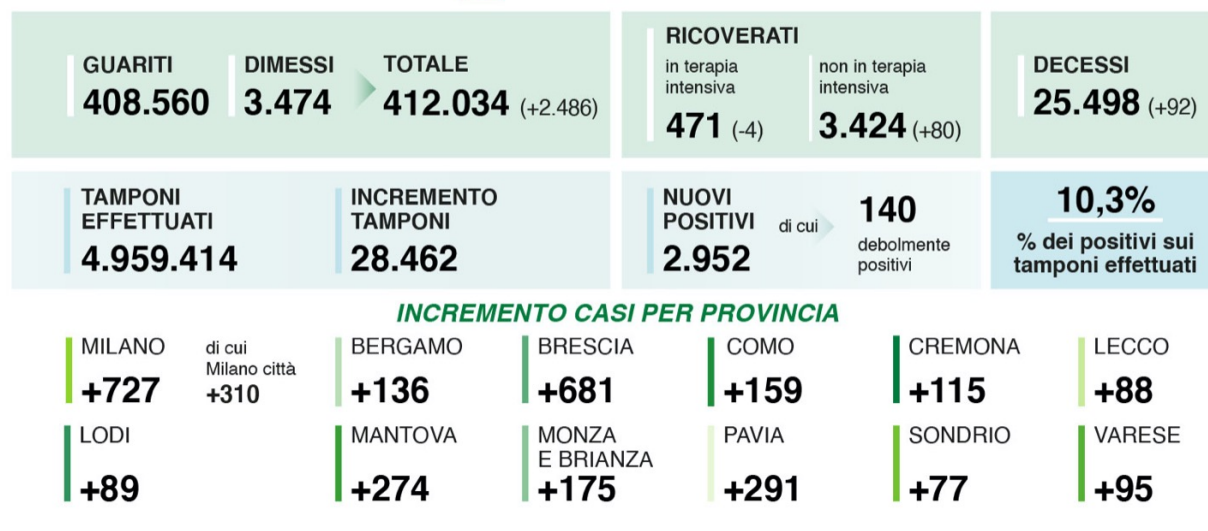 GUARITI
408.560
DIMESSI
3.474
TOTALE
412.034 (+2.486)
RICOVERATI
in terapia
intensiva
471 (-4)
non in terapia
intensiva
3.424 (+80)
DECESSI
25.498 (+92)
TAMPONI
EFFETTUATI
4.959.414
INCREMENTO
TAMPONI
28.462
NUOVI
POSITIVI
2.952
di cui
140
debolmente
positivi
10,3%
% dei positivi sui
tamponi effettuati
INCREMENTO CASI PER PROVINCIA
MILANO
+727
di cui
Milano città
+310
BERGAMO
+136
BRESCIA
+681
COMO
+159
CREMONA
+115
LECCO
+88
LODI
+89
MANTOVA
+274
MONZA
E BRIANZA
+175
PAVIA
+291
SONDRIO
+77
VARESE
+95